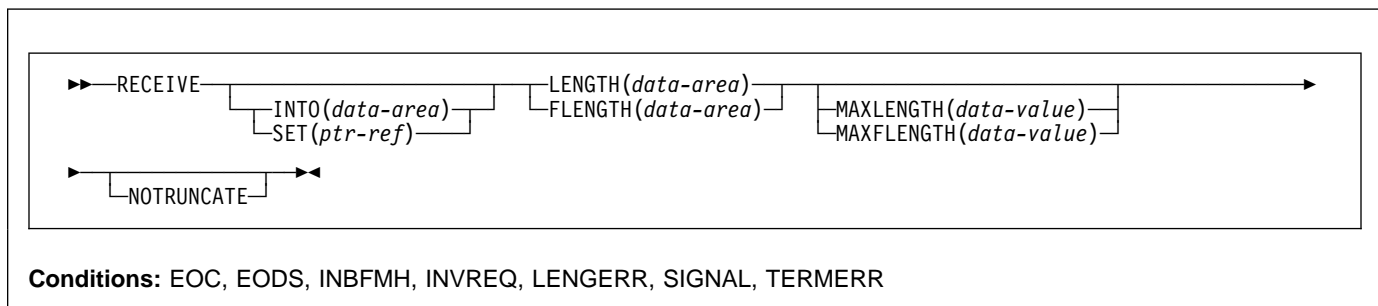 RECEIVE LENGTH(data-area)
INTO(data-area) FLENGTH(data-area) MAXLENGTH(data-value)
SET(ptr-ref) MAXFLENGTH(data-value)
NOTRUNCATE
Conditions: EOC, EODS, INBFMH, INVREQ, LENGERR, SIGNAL, TERMERR